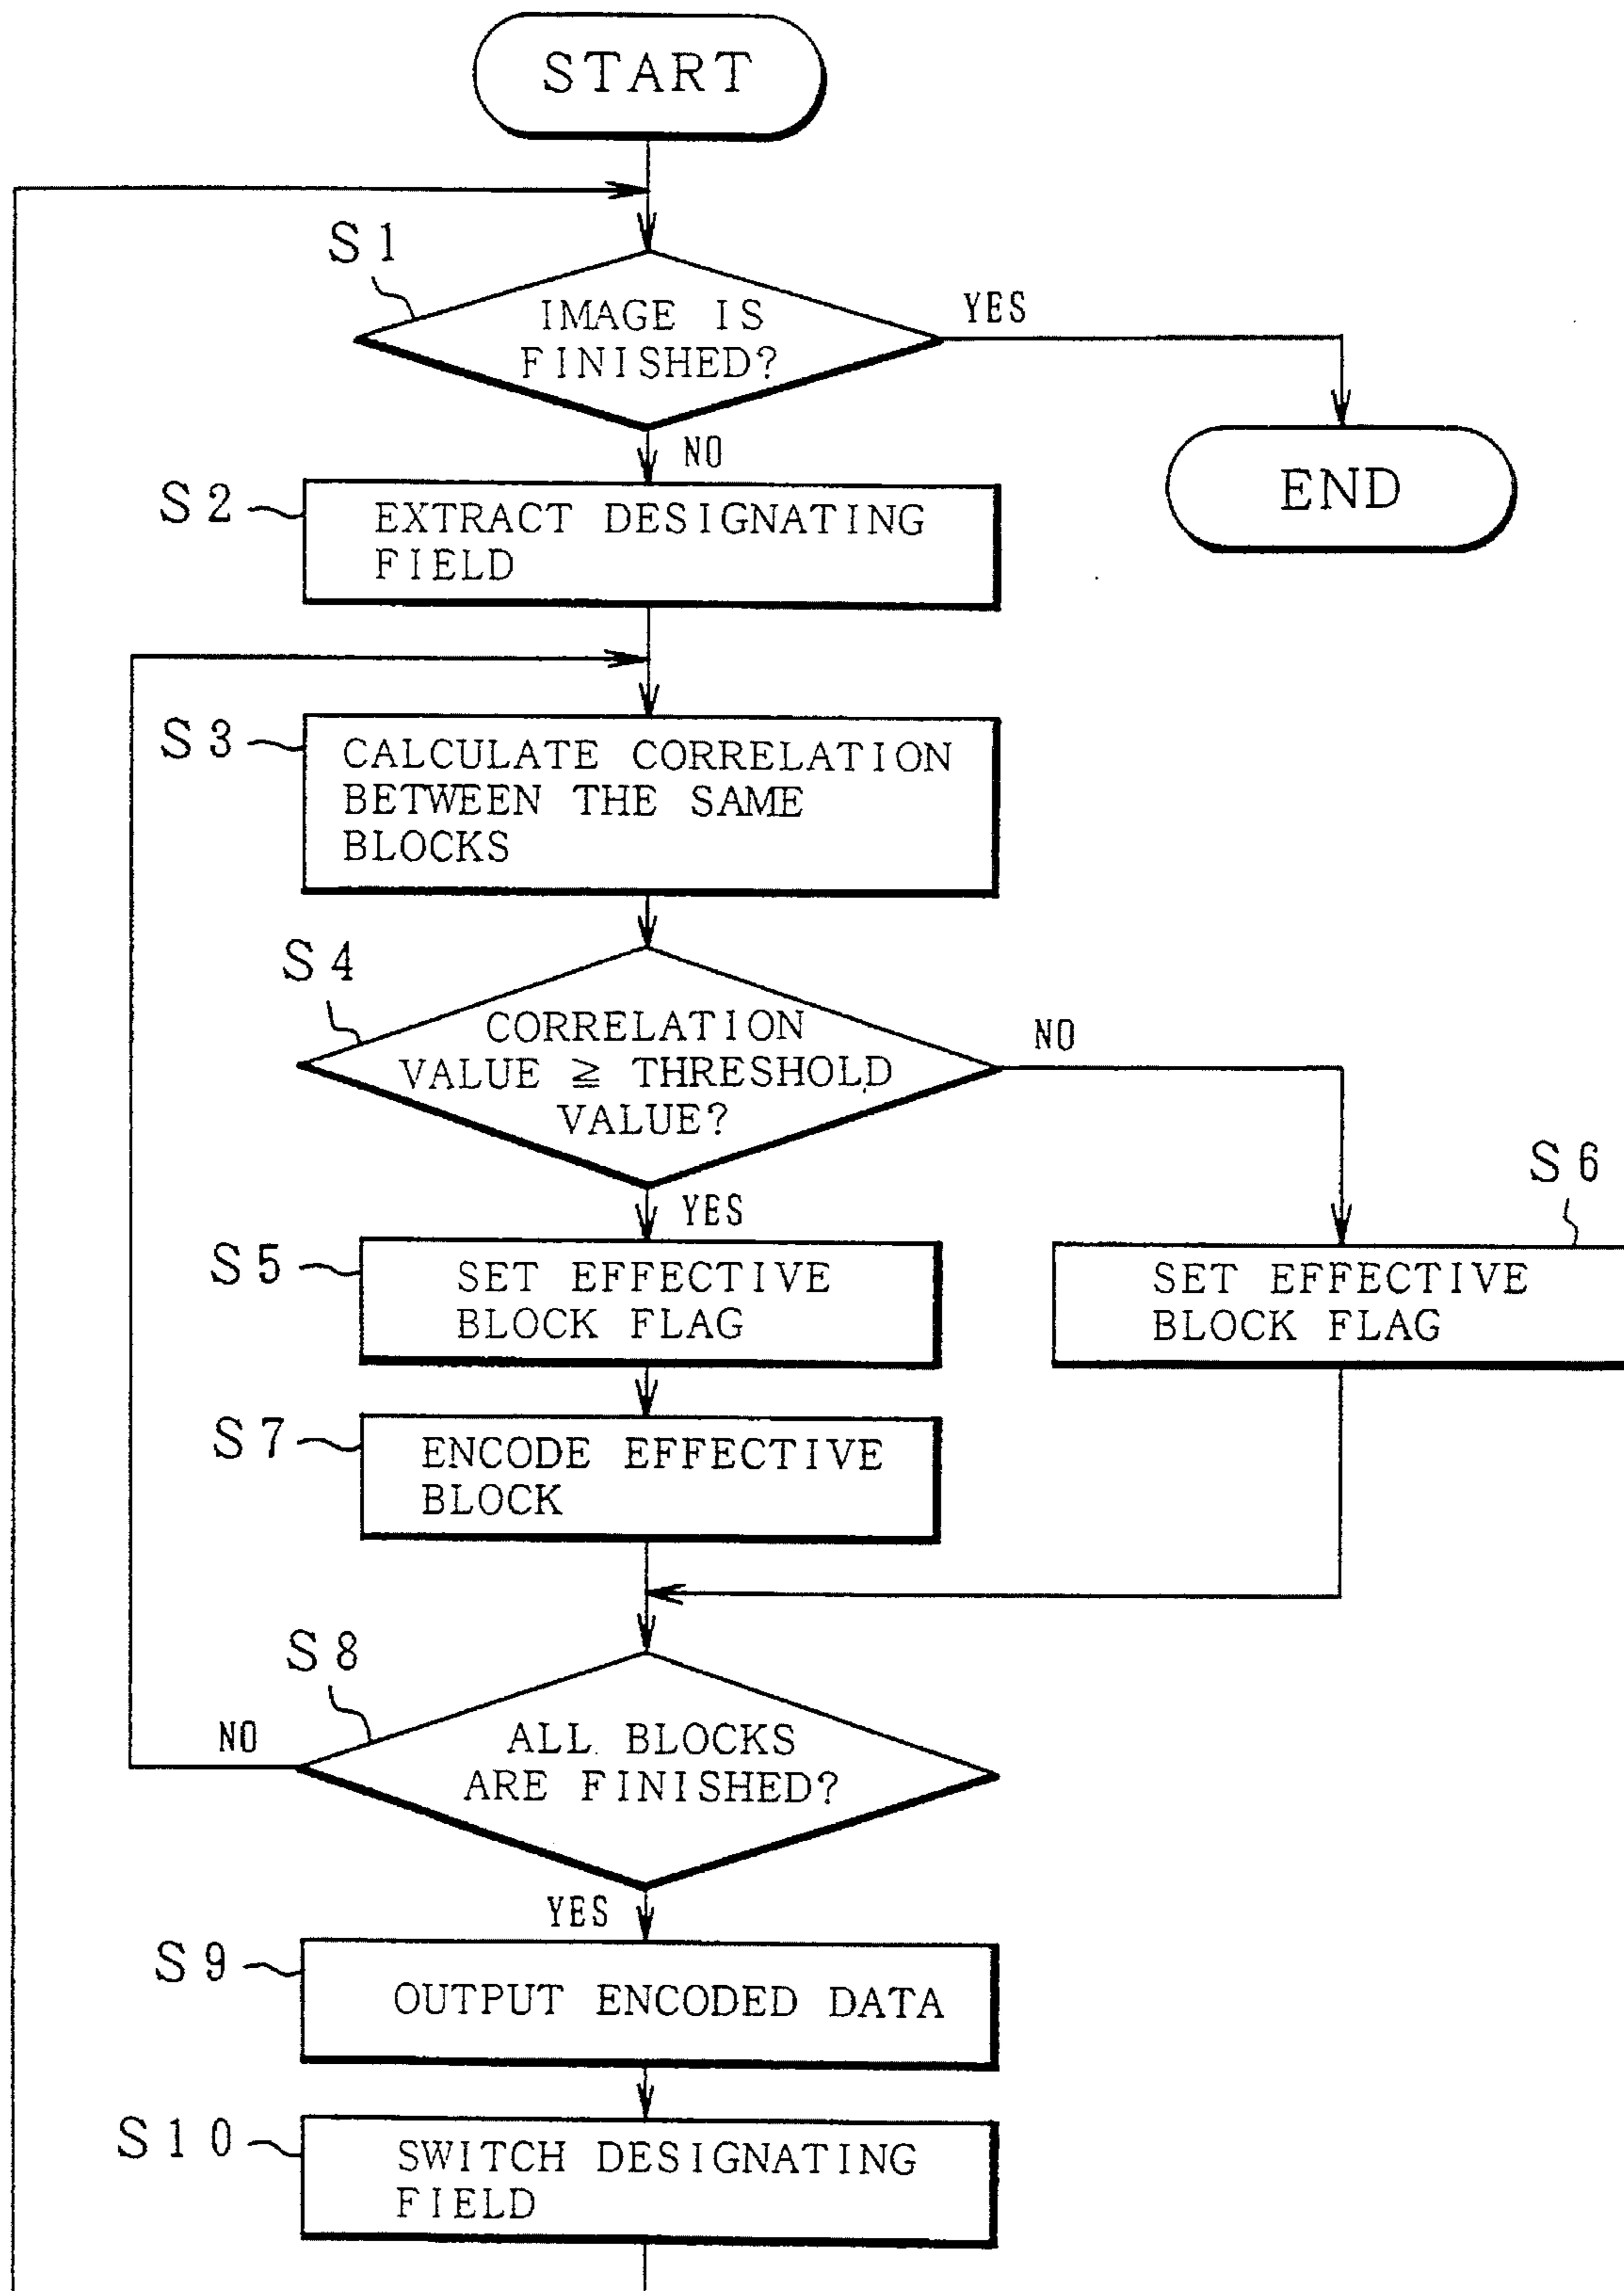 START
S1
IMAGE IS
FINISHED?
YES
NO
END
S2
EXTRACT DESIGNATING
FIELD
S3
CALCULATE CORRELATION
BETWEEN THE SAME
BLOCKS
S4
CORRELATION
VALUE ≧ THRESHOLD
VALUE?
NO
YES
S5
SET EFFECTIVE
BLOCK FLAG
S6
SET EFFECTIVE
BLOCK FLAG
S7
ENCODE EFFECTIVE
BLOCK
S8
ALL BLOCKS
ARE FINISHED?
NO
YES
S9
OUTPUT ENCODED DATA
S10
SWITCH DESIGNATING
FIELD